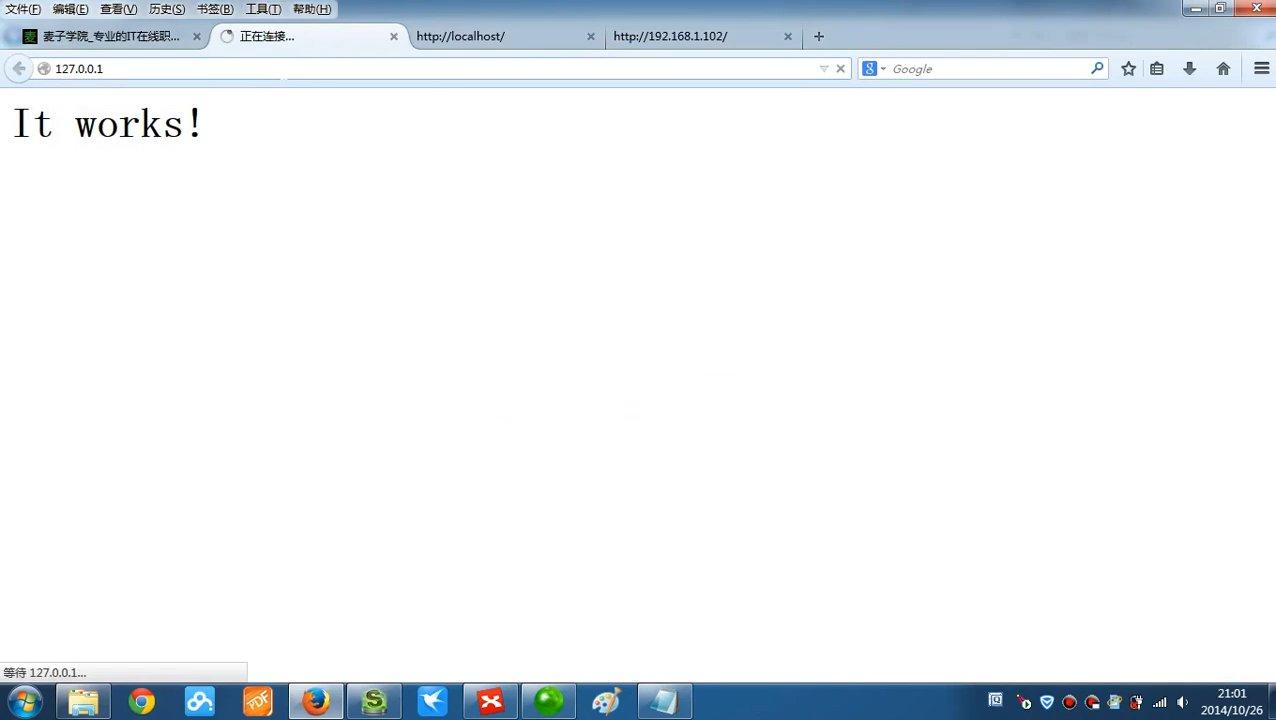 文件(F) 编辑(E) 查看(V) 历史(S) 书签(B) 工具(T) 帮助(H)
麦子学院_专业的IT在线职... 正在连接... http://localhost/ http://192.168.1.102/
127.0.0.1 Google
It works!
等待 127.0.0.1...
PDF
21:01
2014/10/26